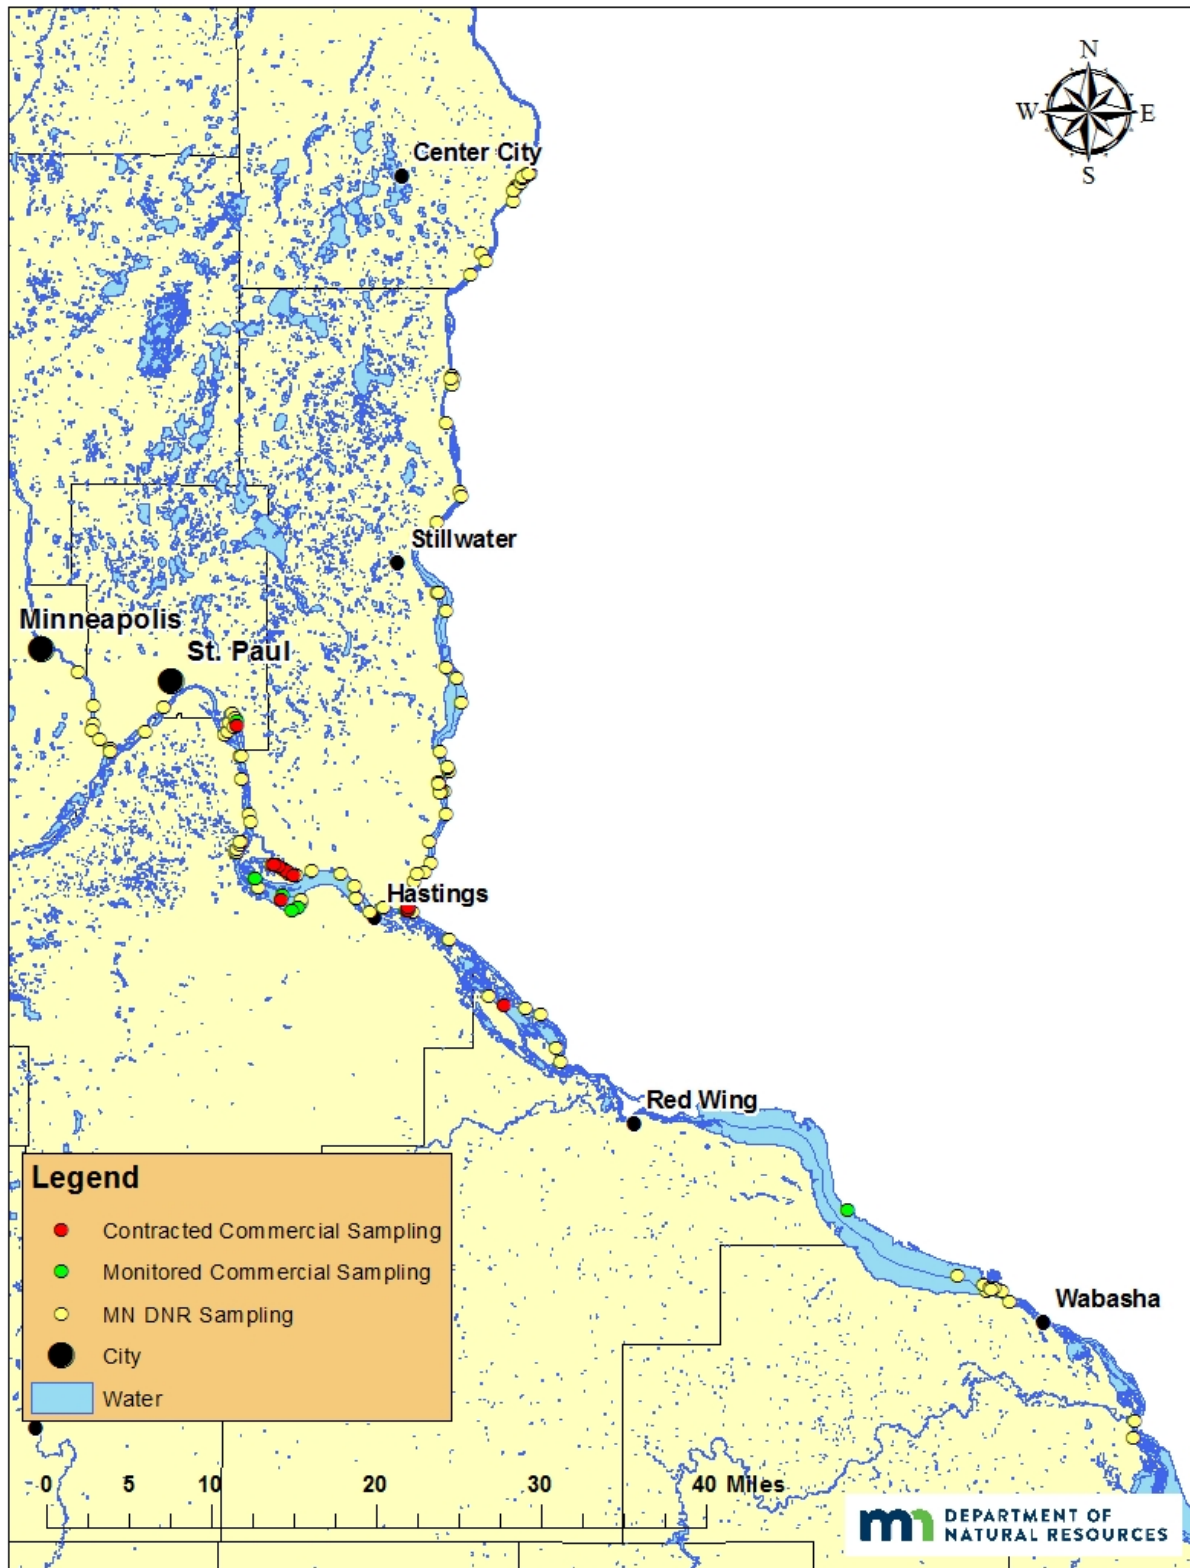 N
W E
S
Center City
Stillwater
Minneapolis
St. Paul
Hastings
Red Wing
Wabasha
Legend
Contracted Commercial Sampling
Monitored Commercial Sampling
MN DNR Sampling
City
Water
0 5 10 20 30 40 Miles
mn DEPARTMENT OF
NATURAL RESOURCES